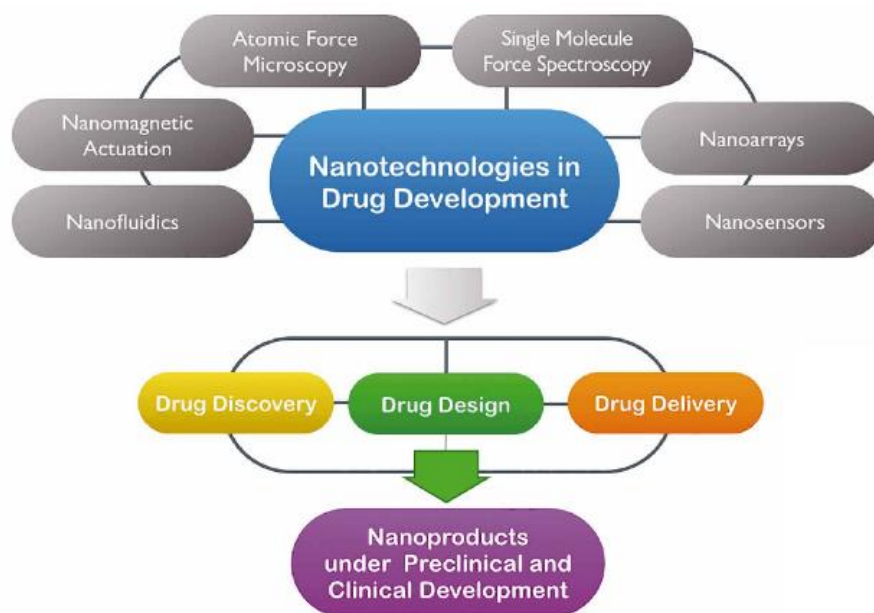 Atomic Force
Microscopy
Single Molecule
Force Spectroscopy
Nanomagnetic
Actuation
Nanotechnologies in
Drug Development
Nanoarrays
Nanofluidics
Nanosensors
Drug Discovery
Drug Design
Drug Delivery
Nanoproducts
under Preclinical and
Clinical Development